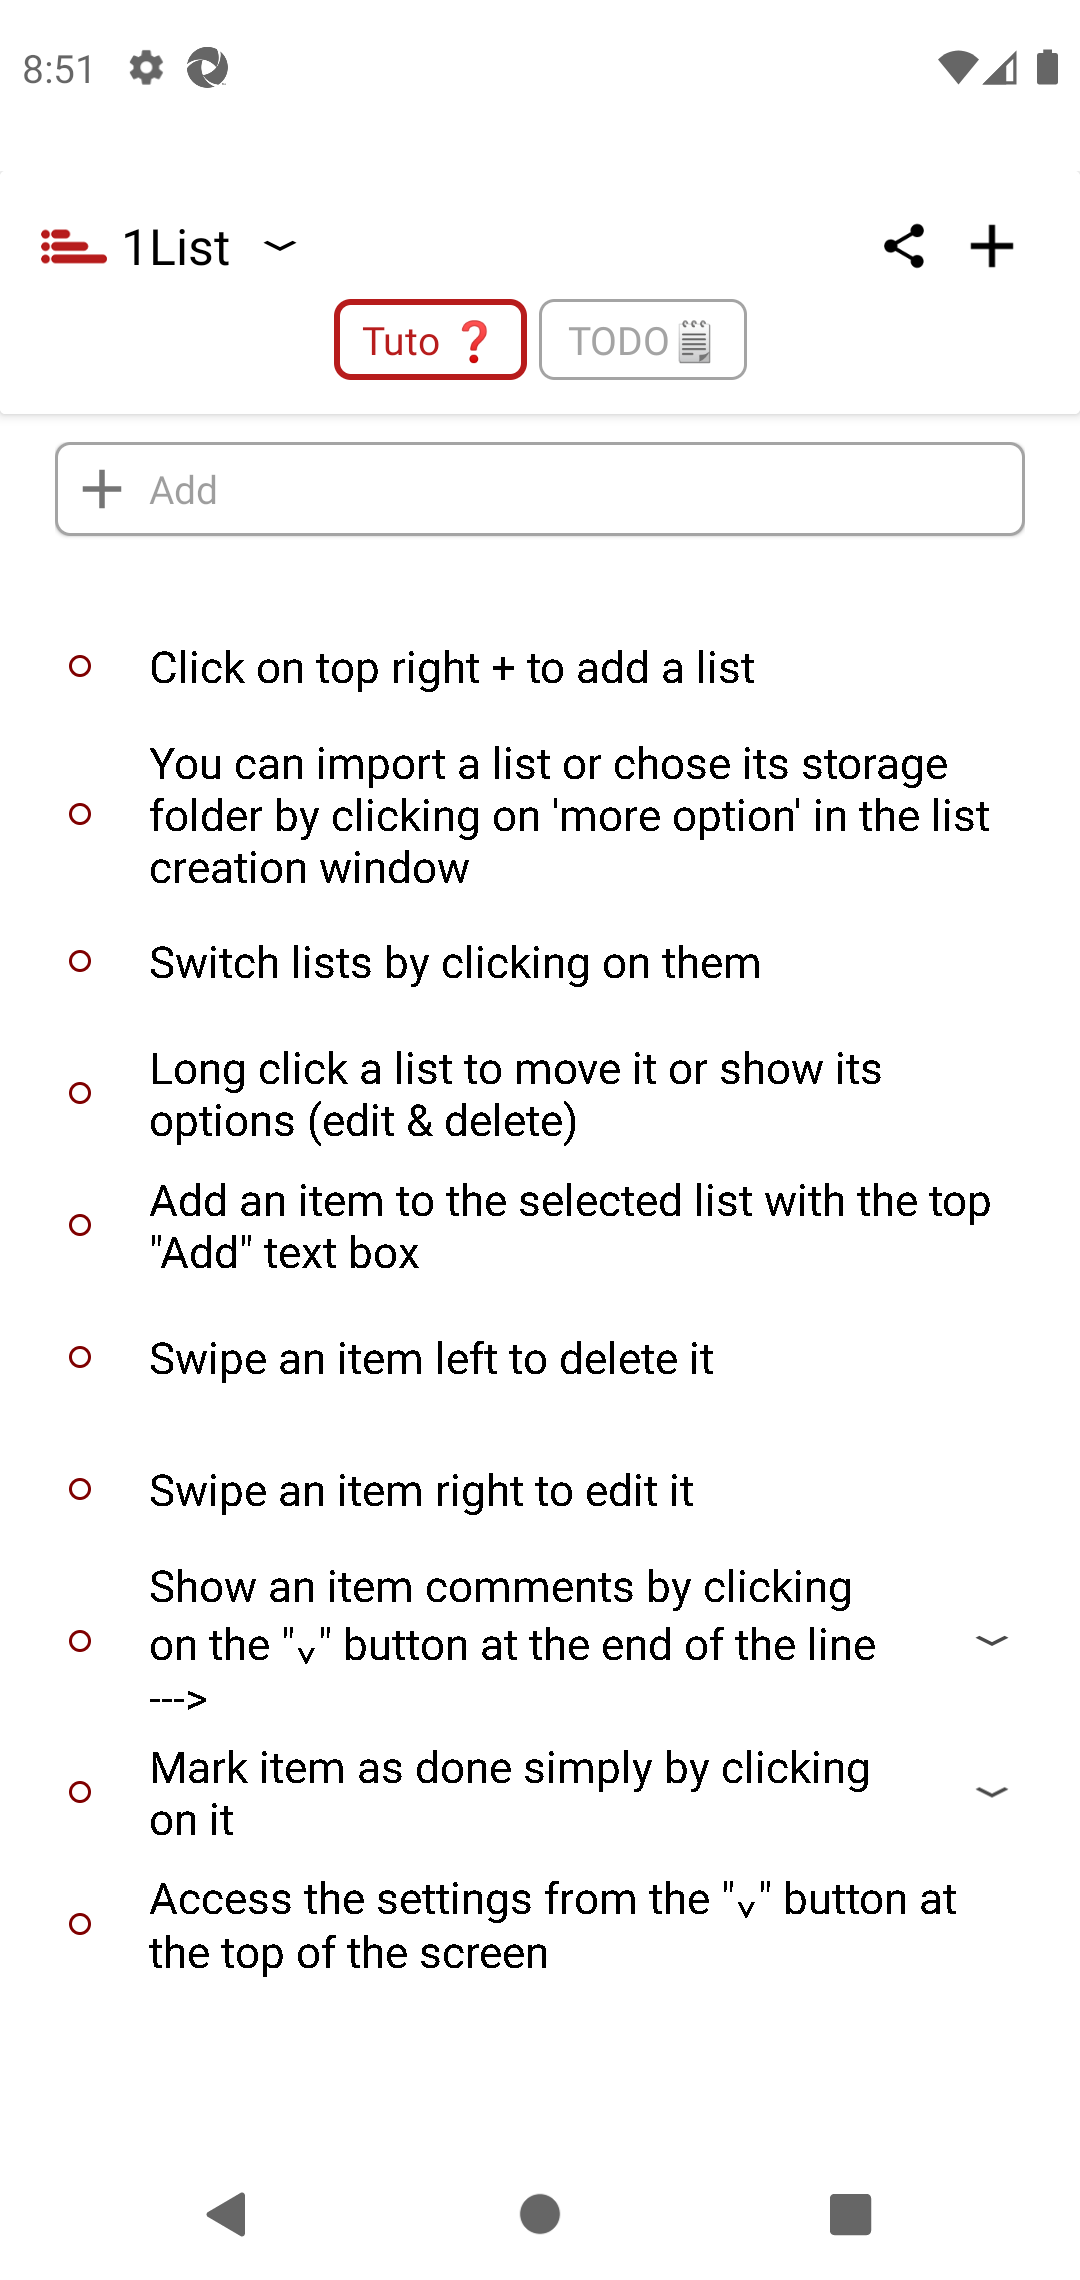 8:51
1List
Tuto ❓
TODO🗒
Add
Click on top right + to add a list
You can import a list or chose its storage
folder by clicking on 'more option' in the list
creation window
Switch lists by clicking on them
Long click a list to move it or show its
options (edit & delete)
Add an item to the selected list with the top
"Add" text box
Swipe an item left to delete it
Swipe an item right to edit it
Show an item comments by clicking
on the "˅" button at the end of the line
--->
Mark item as done simply by clicking
on it
Access the settings from the "˅" button at
the top of the screen